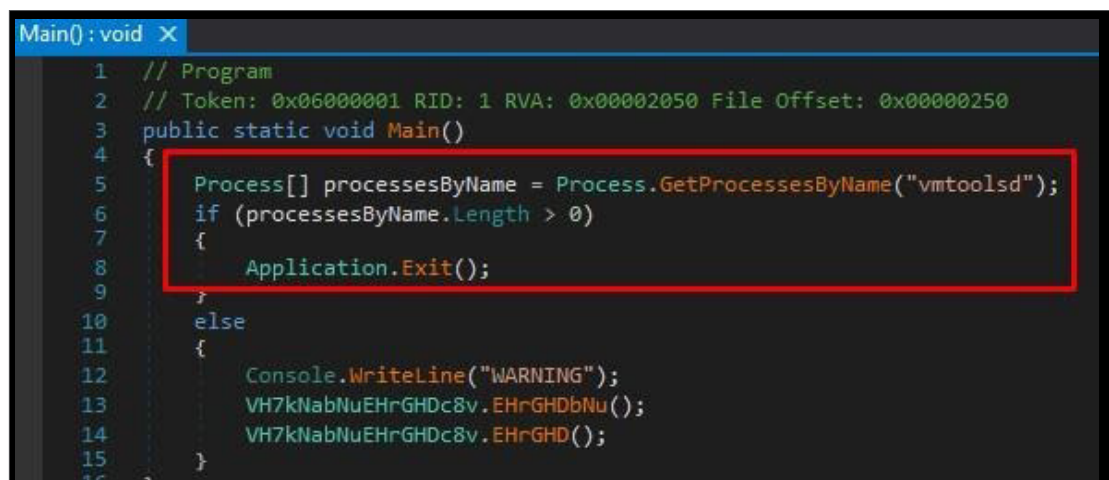 Main() : void X
1 // Program
2 // Token: 0x06000001 RID: 1 RVA: 0x00002050 File Offset: 0x00000250
3 public static void Main()
4 {
5 Process[] processesByName = Process.GetProcessesByName("vmtoolsd");
6 if (processesByName.Length > 0)
7 {
8 Application.Exit();
9 }
10 else
11 {
12 Console.WriteLine("WARNING");
13 VH7kNabNuEHrGHDc8v.EHrGHDbNu();
14 VH7kNabNuEHrGHDc8v.EHrGHD();
15 }